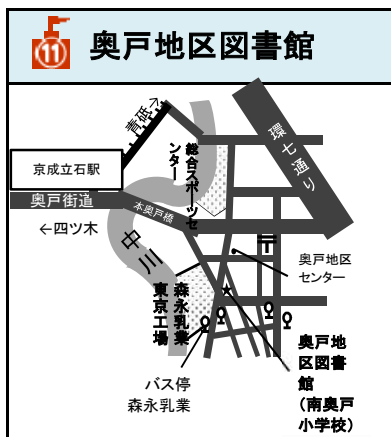 ⑪
奥戸地区図書館
青砥→
環七通り
総合スポーツセ
ンター
京成立石駅
奥戸街道
本奥戸橋
←四ツ木
中川
〒
奥戸地区
センター
森永乳業
東京工場
奥戸地
区図書
館
(南奥戸
小学校)
バス停
森永乳業